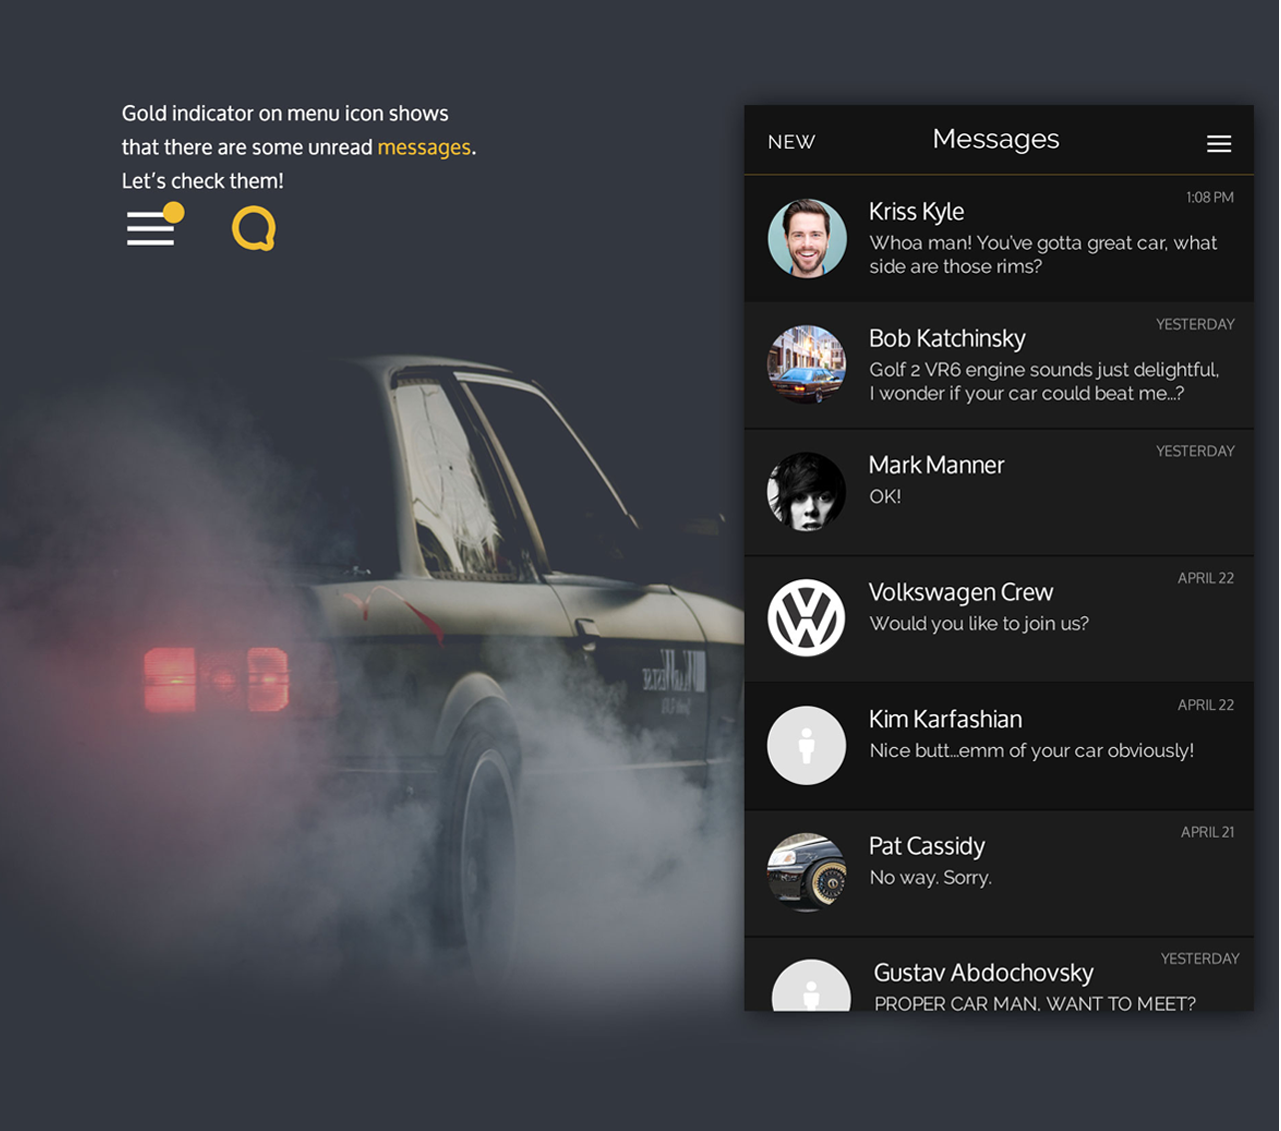 Gold indicator on menu icon shows
that there are some unread messages.
Let's check them!
NEW
Messages
1:08 PM
Kriss Kyle
Whoa man! You've gotta great car, what
side are those rims?
YESTERDAY
Bob Katchinsky
Golf 2 VR6 engine sounds just delightful,
I wonder if your car could beat me...?
YESTERDAY
Mark Manner
OK!
APRIL 22
Volkswagen Crew
Would you like to join us?
APRIL 22
Kim Karfashian
Nice butt...emm of your car obviously!
APRIL 21
Pat Cassidy
No way. Sorry.
YESTERDAY
Gustav Abdochovsky
PROPER CAR MAN, WANT TO MEET?